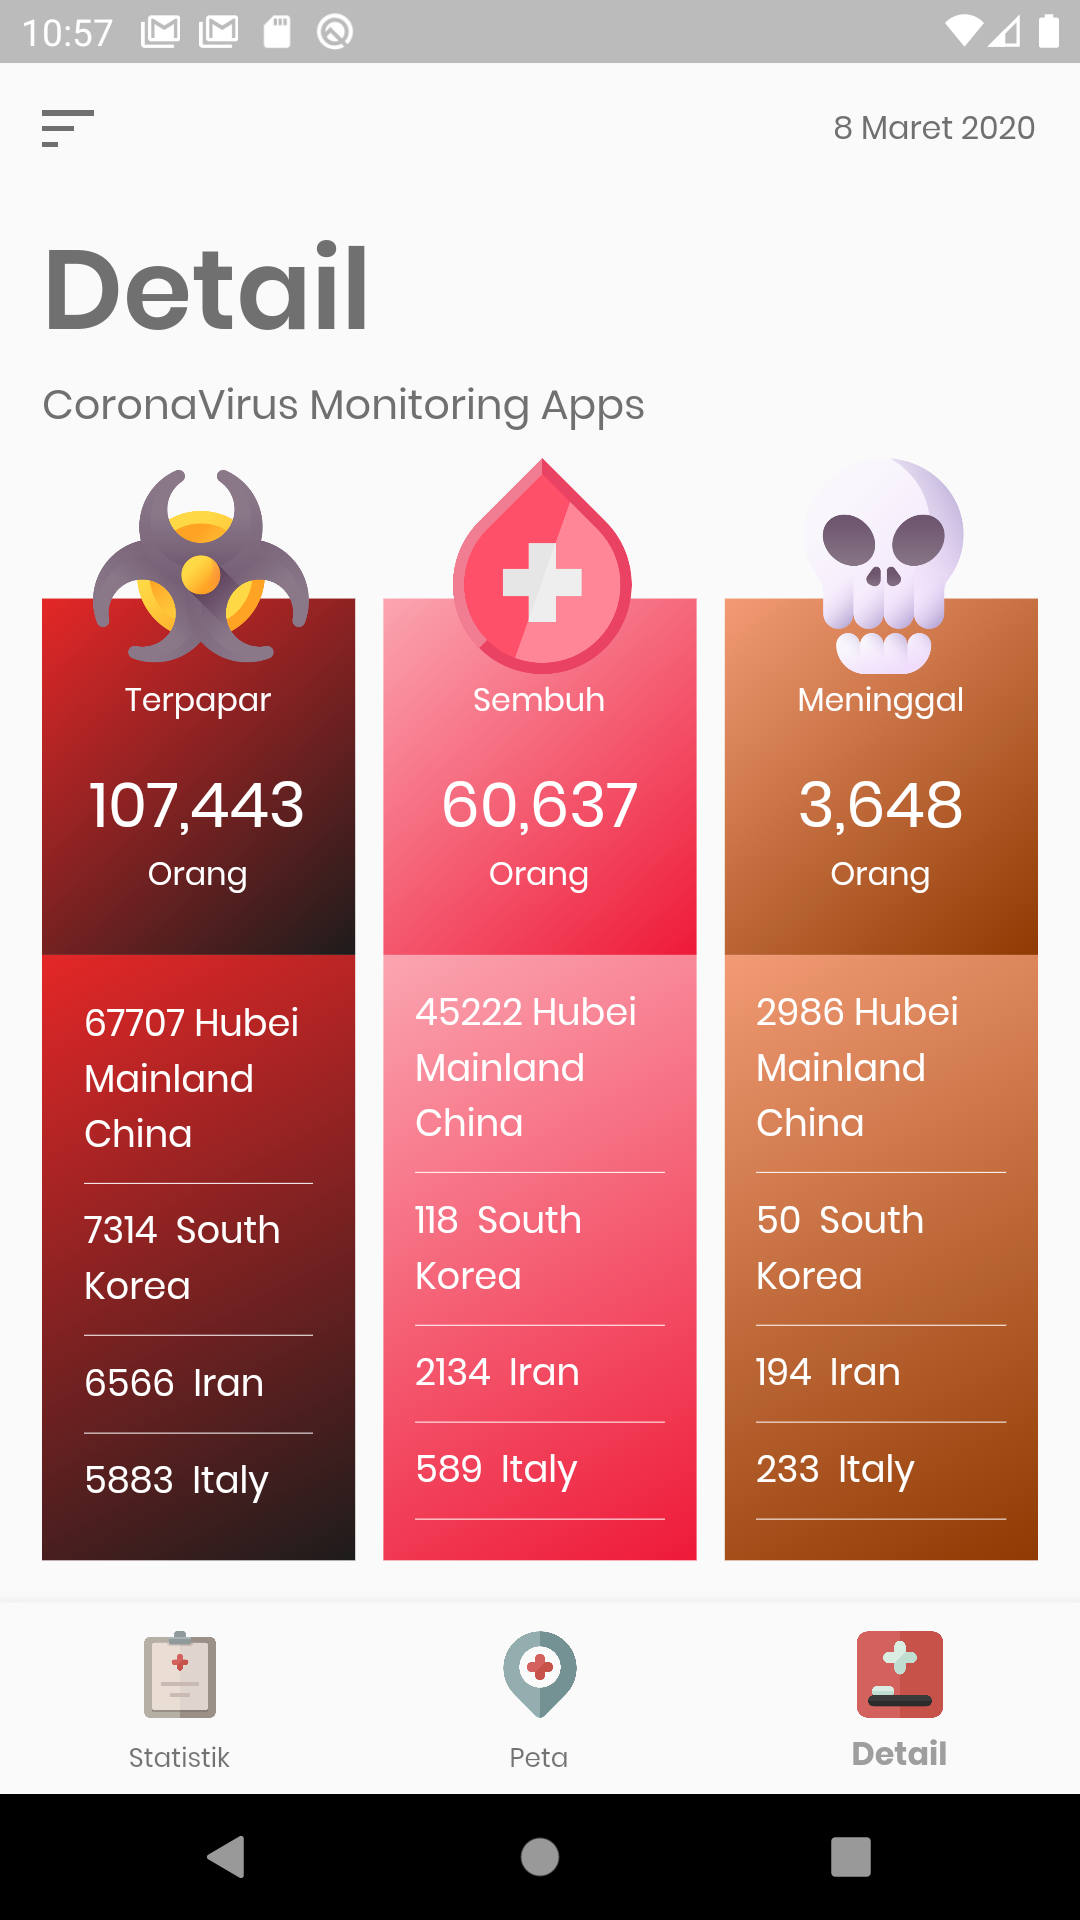 10:57
8 Maret 2020
Detail
CoronaVirus Monitoring Apps
Terpapar
107,443
Orang
67707 Hubei
Mainland
China
7314 South
Korea
6566 Iran
5883 Italy
Sembuh
60,637
Orang
45222 Hubei
Mainland
China
118 South
Korea
2134 Iran
589 Italy
Meninggal
3,648
Orang
2986 Hubei
Mainland
China
50 South
Korea
194 Iran
233 Italy
Statistik
Peta
Detail